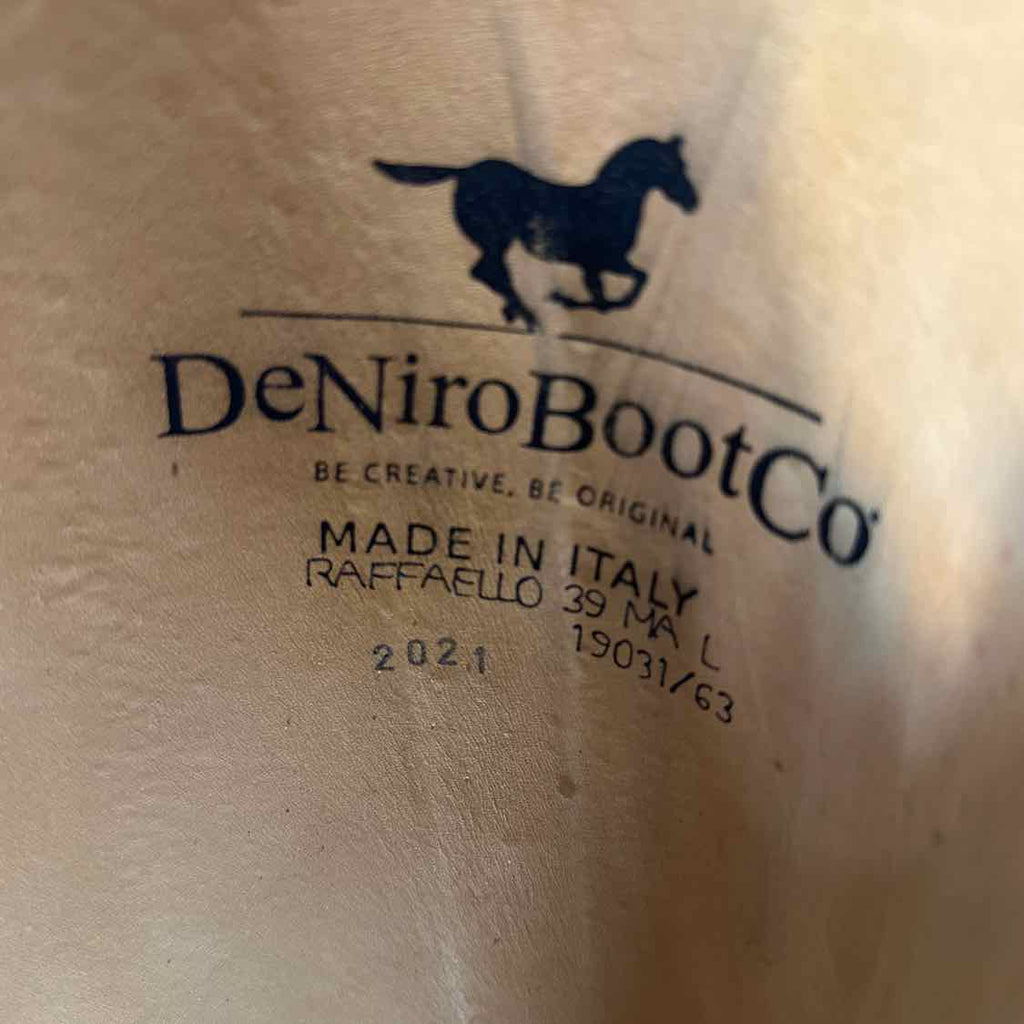 DeNiroBootCo
BE CREATIVE, BE ORIGINAL
MADE IN ITALY
RAFFAELLO 39 MA L
19031/63
2021